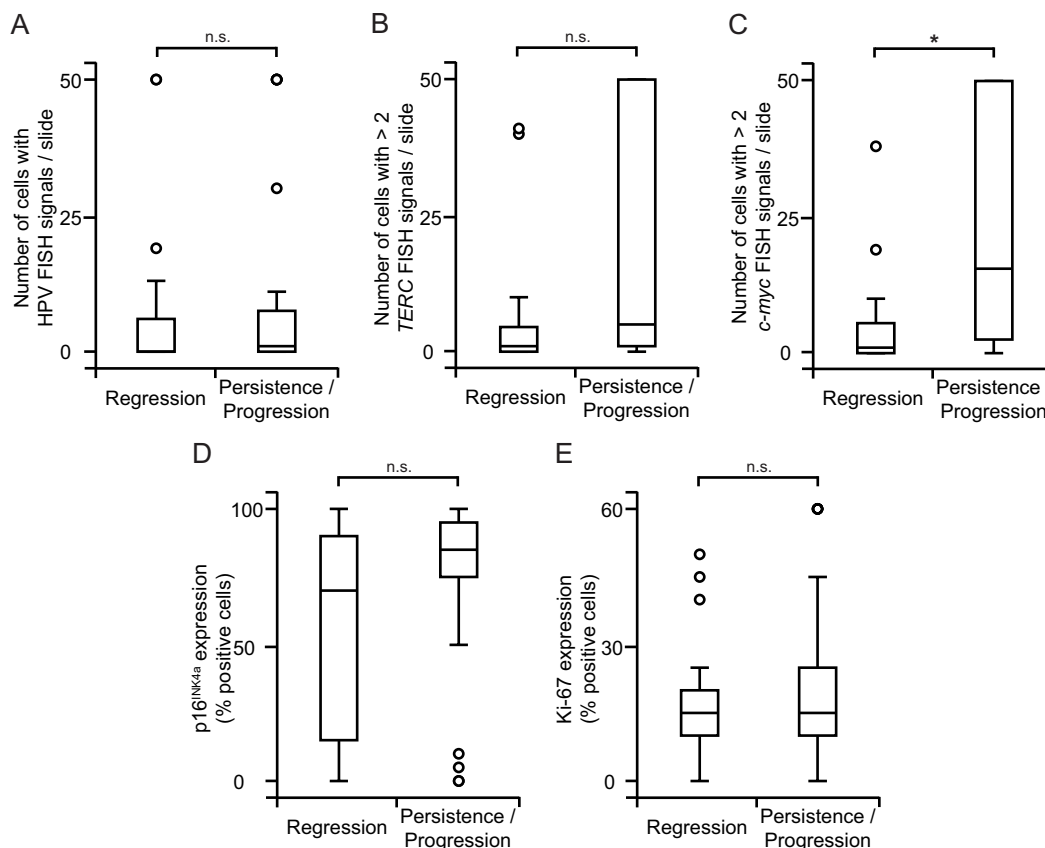 A
n.s.
50
25
0
Number of cells with
HPV FISH signals / slide
Regression
Persistence /
Progression
B
n.s.
50
25
0
Number of cells with > 2
TERC FISH signals / slide
Regression
Persistence /
Progression
C
*
50
25
0
Number of cells with > 2
c-myc FISH signals / slide
Regression
Persistence
Progression
D
n.s.
100
50
0
p16INK4a expression
(% positive cells)
Regression
Persistence /
Progression
E
n.s.
60
30
0
Ki-67 expression
(% positive cells)
Regression
Persistence /
Progression